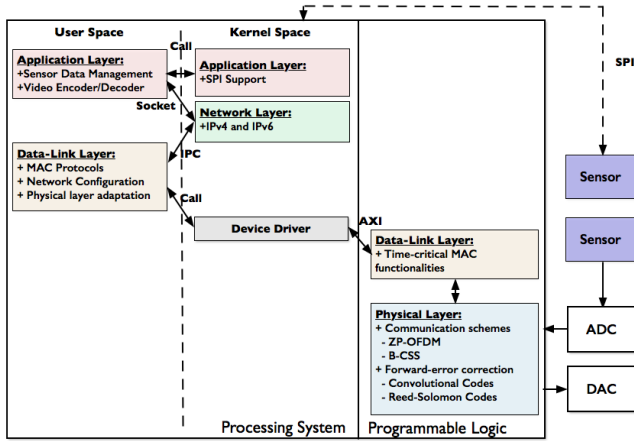 User Space
Kernel Space
Call
SPI
Application Layer:
+Sensor Data Management
+Video Encoder/Decoder
Application Layer:
+SPI Support
Socket
Network Layer:
+IPv4 and IPv6
IPC
Data-Link Layer:
+ MAC Protocols
+ Network Configuration
+ Physical layer adaptation
Call
Device Driver
AXI
Data-Link Layer:
+ Time-critical MAC
functionalities
Physical Layer:
+ Communication schemes
- ZP-OFDM
- B-CSS
+ Forward-error correction
- Convolutional Codes
- Reed-Solomon Codes
Sensor
Sensor
ADC
DAC
Processing System
Programmable Logic